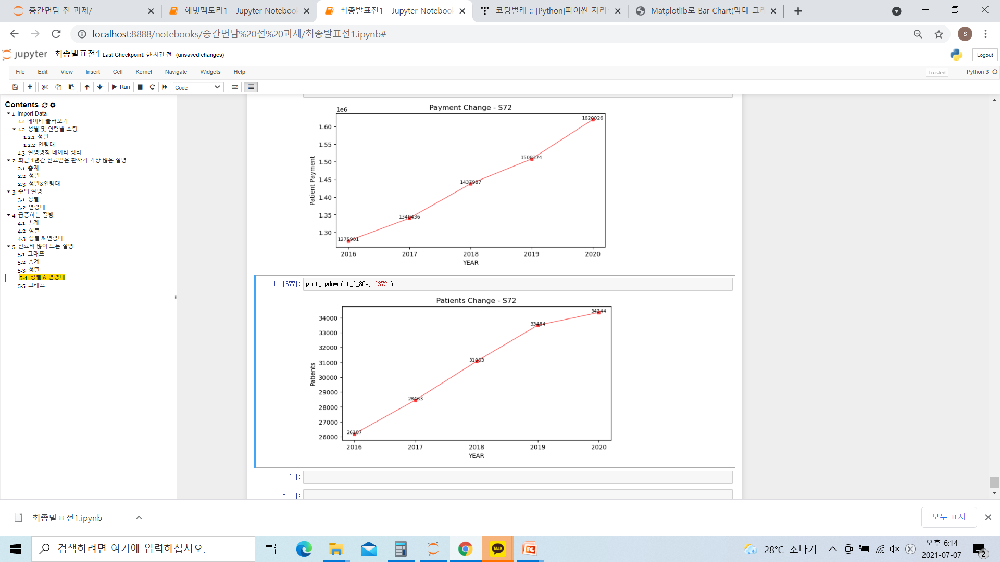 중간면담 전 과제/
해빗팩토리1 - Jupyter Notebook
최종발표전1 - Jupyter Notebook
코딩벌레 :: [Python]파이썬 자리
Matplotlib로 Bar Chart(막대 그래
localhost:8888/notebooks/중간면담%20전%20과제/최종발표전1.ipynb#
s
jupyter 최종발표전1 Last Checkpoint: 한 시간 전 (unsaved changes)
Logout
File Edit View Insert Cell Kernel Navigate Widgets Help
Trusted
Python 3
Run
Code
Contents
1 Import Data
1.1 데이터 불러오기
1.2 성별 및 연령별 소팅
1.2.1 성별
1.2.2 연령대
1.3 질병명칭 데이터 정리
2 최근 1년간 진료받은 환자가 가장 많은 질병
2.1 총계
2.2 성별
2.3 성별&연령대
3 주의 질병
3.1 성별
3.2 연령대
4 급증하는 질병
4.1 총계
4.2 성별
4.3 성별 & 연령대
5 진료비 많이 드는 질병
5.1 그래프
5.2 총계
5.3 성별
5.4 성별 & 연령대
5.5 그래프
Payment Change - S72
1e6
1.60
1.55
1.50
1.45
1.40
1.35
1.30
Patient Payment
1275901
1340436
1437987
1508374
1620026
2016 2017 2018 2019 2020
YEAR
In [677]: ptnt_updown(df_f_80s, 'S72')
Patients Change - S72
34000
33000
32000
31000
30000
29000
28000
27000
26000
Patients
26187
28463
31063
33484
34344
2016 2017 2018 2019 2020
YEAR
In [ ]:
In [ ]:
최종발표전1.ipynb
모두 표시
검색하려면 여기에 입력하십시오.
TALK
28°C 소나기
오후 6:14
2021-07-07
2